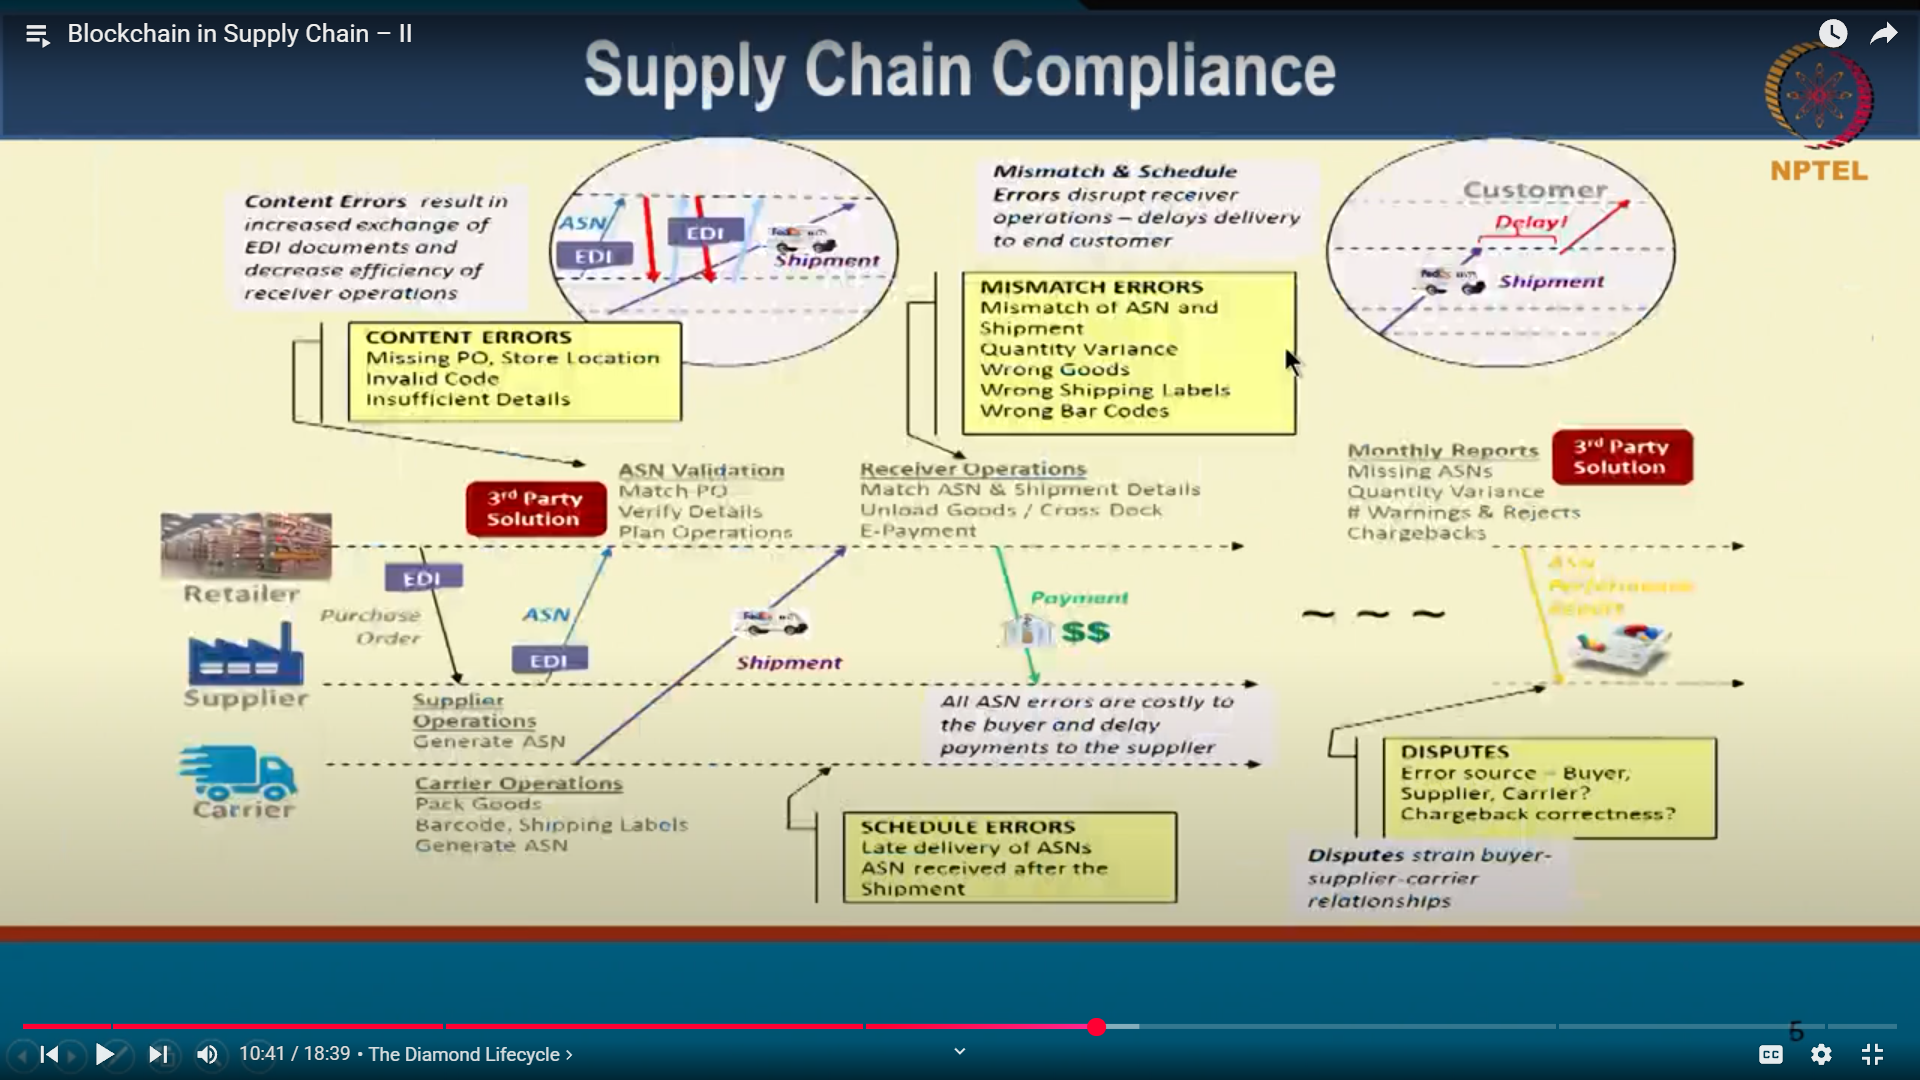 Blockchain in Supply Chain – II
Supply Chain Compliance
NPTEL
Content Errors result in
increased exchange of
EDI documents and
decrease efficiency of
receiver operations
ASN
EDI
EDI
Shipment
Mismatch & Schedule
Errors disrupt receiver
operations – delays delivery
to end customer
Customer
Delay!
Shipment
CONTENT ERRORS
Missing PO, Store Location
Invalid Code
Insufficient Details
MISMATCH ERRORS
Mismatch of ASN and
Shipment
Quantity Variance
Wrong Goods
Wrong Shipping Labels
Wrong Bar Codes
3rd Party
Solution
ASN Validation
Match PO
Verify Details
Plan Operations
Receiver Operations
Match ASN & Shipment Details
Unload Goods / Cross Dock
E-Payment
Monthly Reports
Missing ASNs
Quantity Variance
# Warnings & Rejects
Chargebacks
3rd Party
Solution
Retailer
EDI
Purchase
Order
ASN
EDI
FedEx
Shipment
Payment
$$
~ ~ ~
ASN
Performance
Report
Supplier
Supplier
Operations
Generate ASN
All ASN errors are costly to
the buyer and delay
payments to the supplier
Carrier
Carrier Operations
Pack Goods
Barcode, Shipping Labels
Generate ASN
SCHEDULE ERRORS
Late delivery of ASNs
ASN received after the
Shipment
DISPUTES
Error source – Buyer,
Supplier, Carrier?
Chargeback correctness?
Disputes strain buyer-
supplier-carrier
relationships
5
10:41 / 18:39 • The Diamond Lifecycle
CC